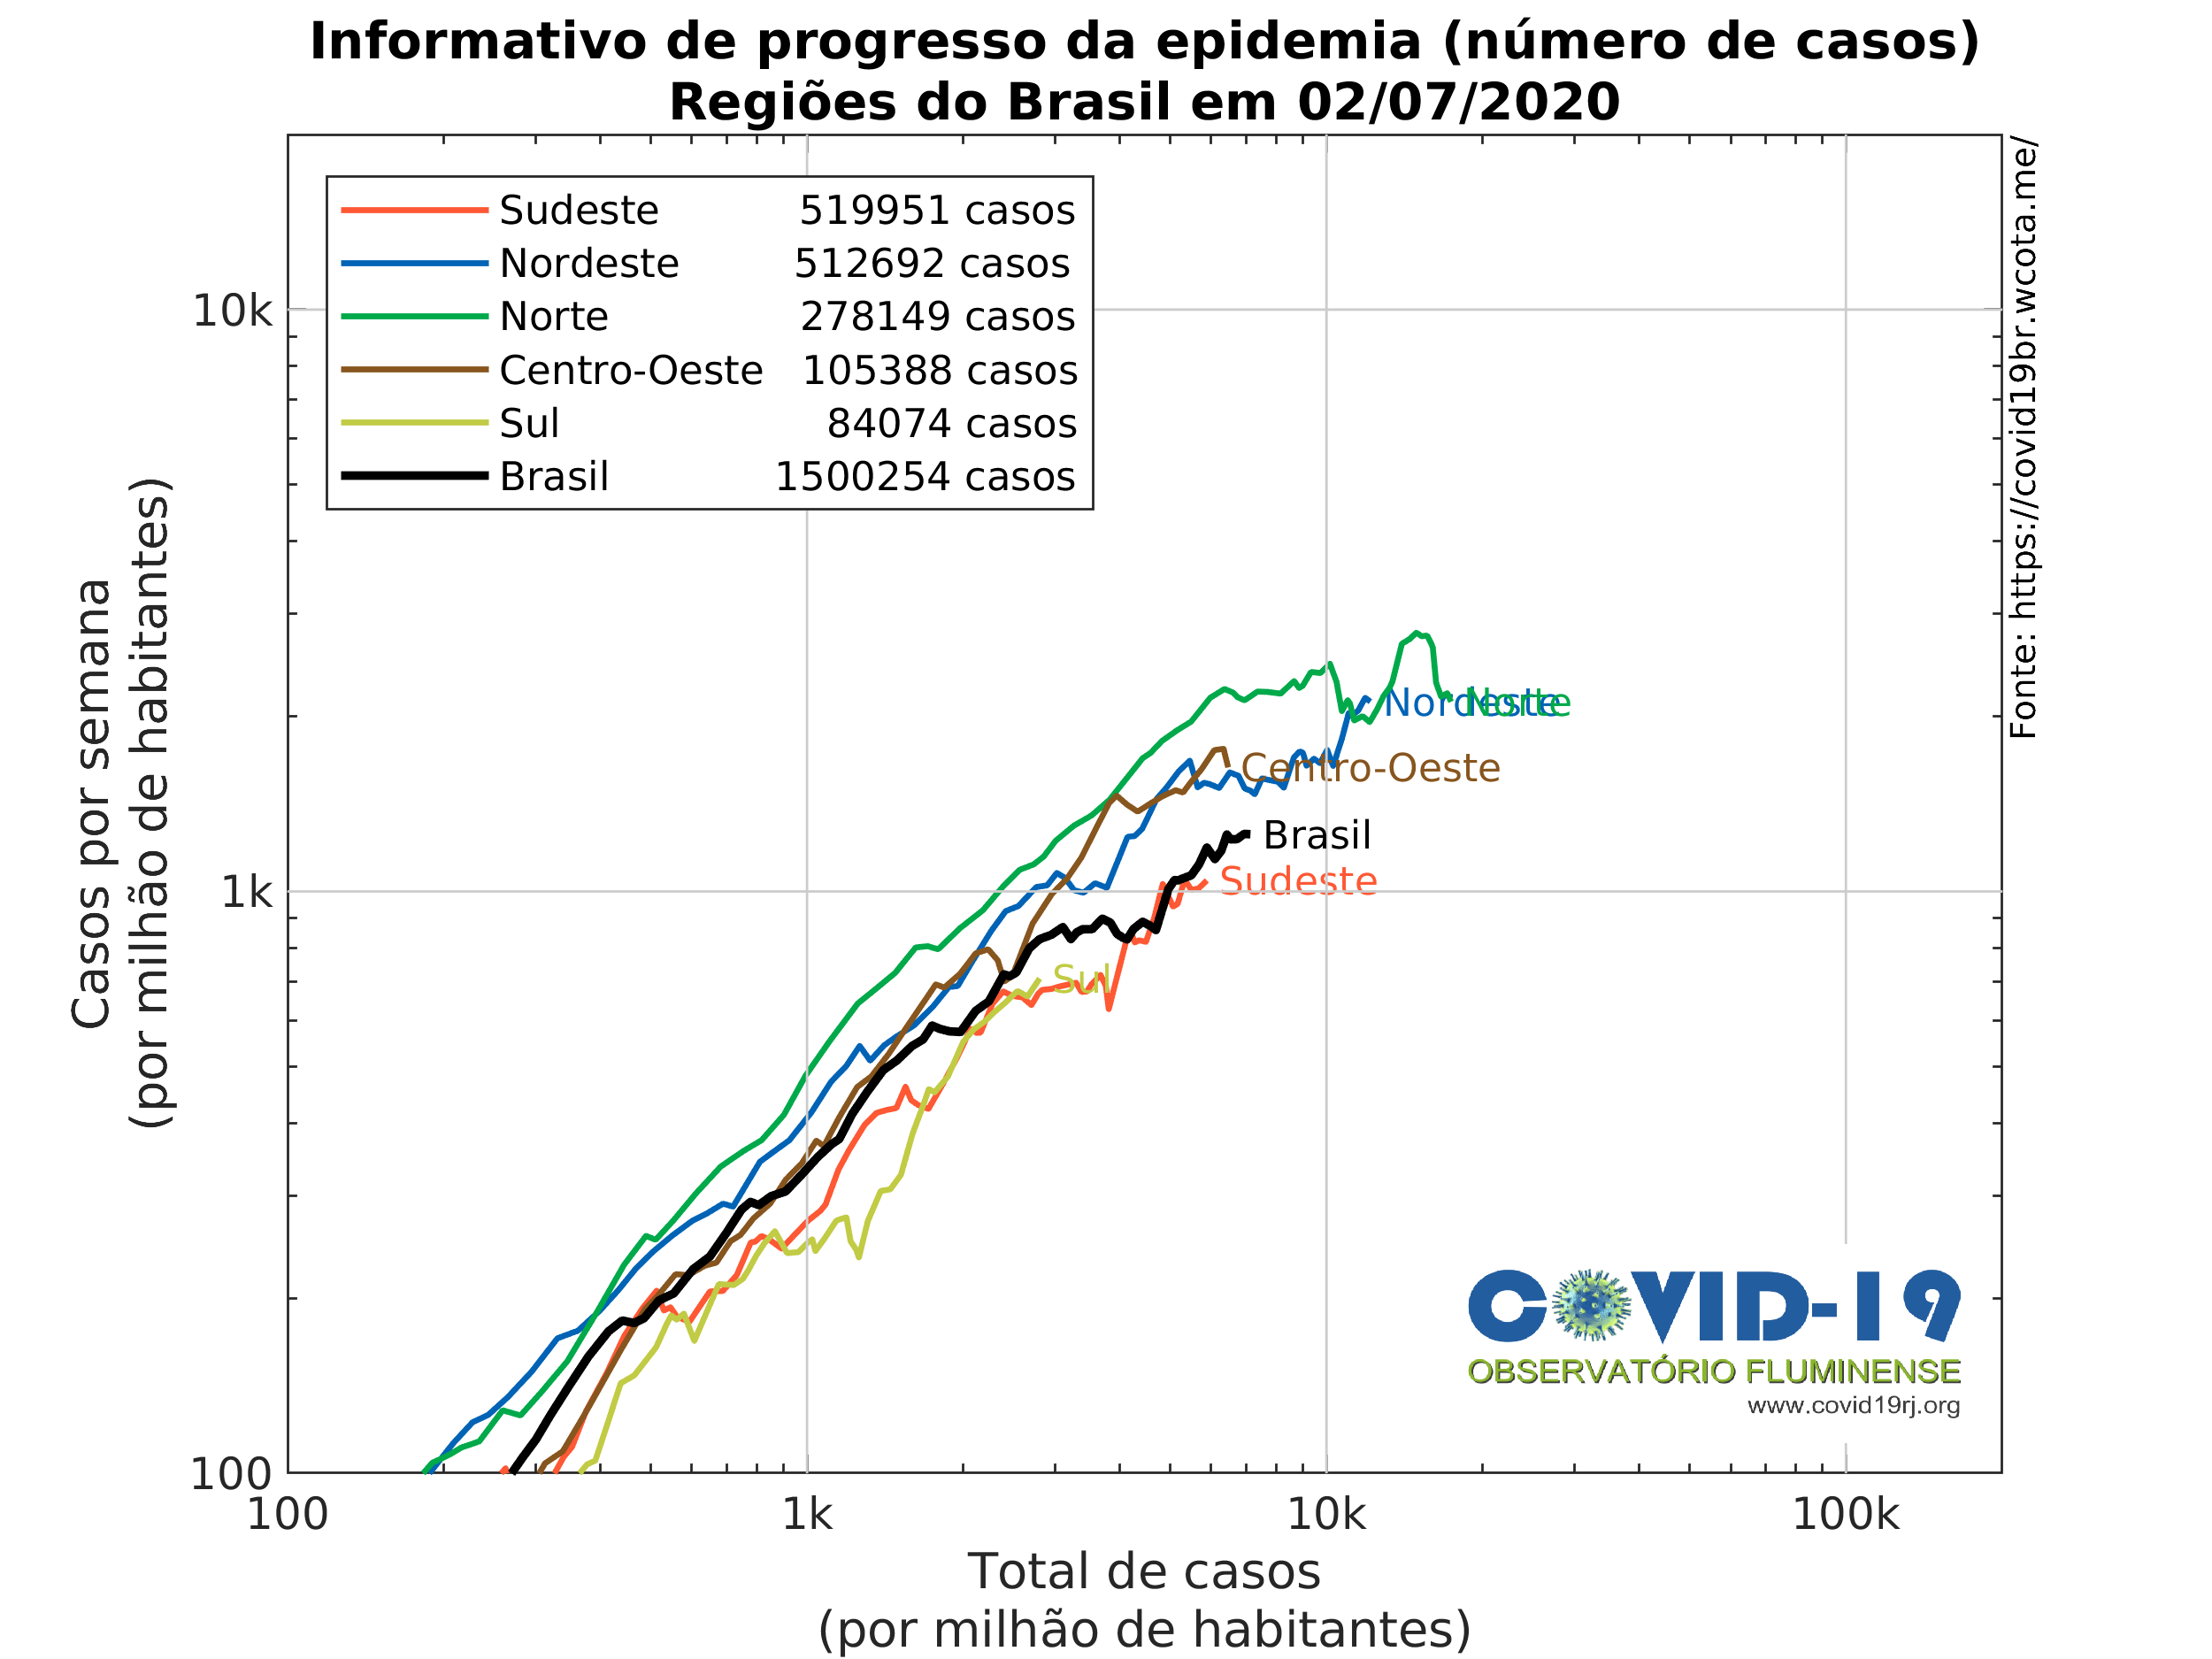 Informativo de progresso da epidemia (número de casos)
Regiões do Brasil em 02/07/2020
Sudeste 519951 casos
Nordeste 512692 casos
Norte 278149 casos
Centro-Oeste 105388 casos
Sul 84074 casos
Brasil 1500254 casos
10k
1k
100
Casos por semana
(por milhão de habitantes)
Fonte: https://covid19br.wcota.me/
Nordeste
Norte
Centro-Oeste
Brasil
Sudeste
Sul
COVID-19
OBSERVATÓRIO FLUMINENSE
www.covid19rj.org
100
1k
10k
100k
Total de casos
(por milhão de habitantes)